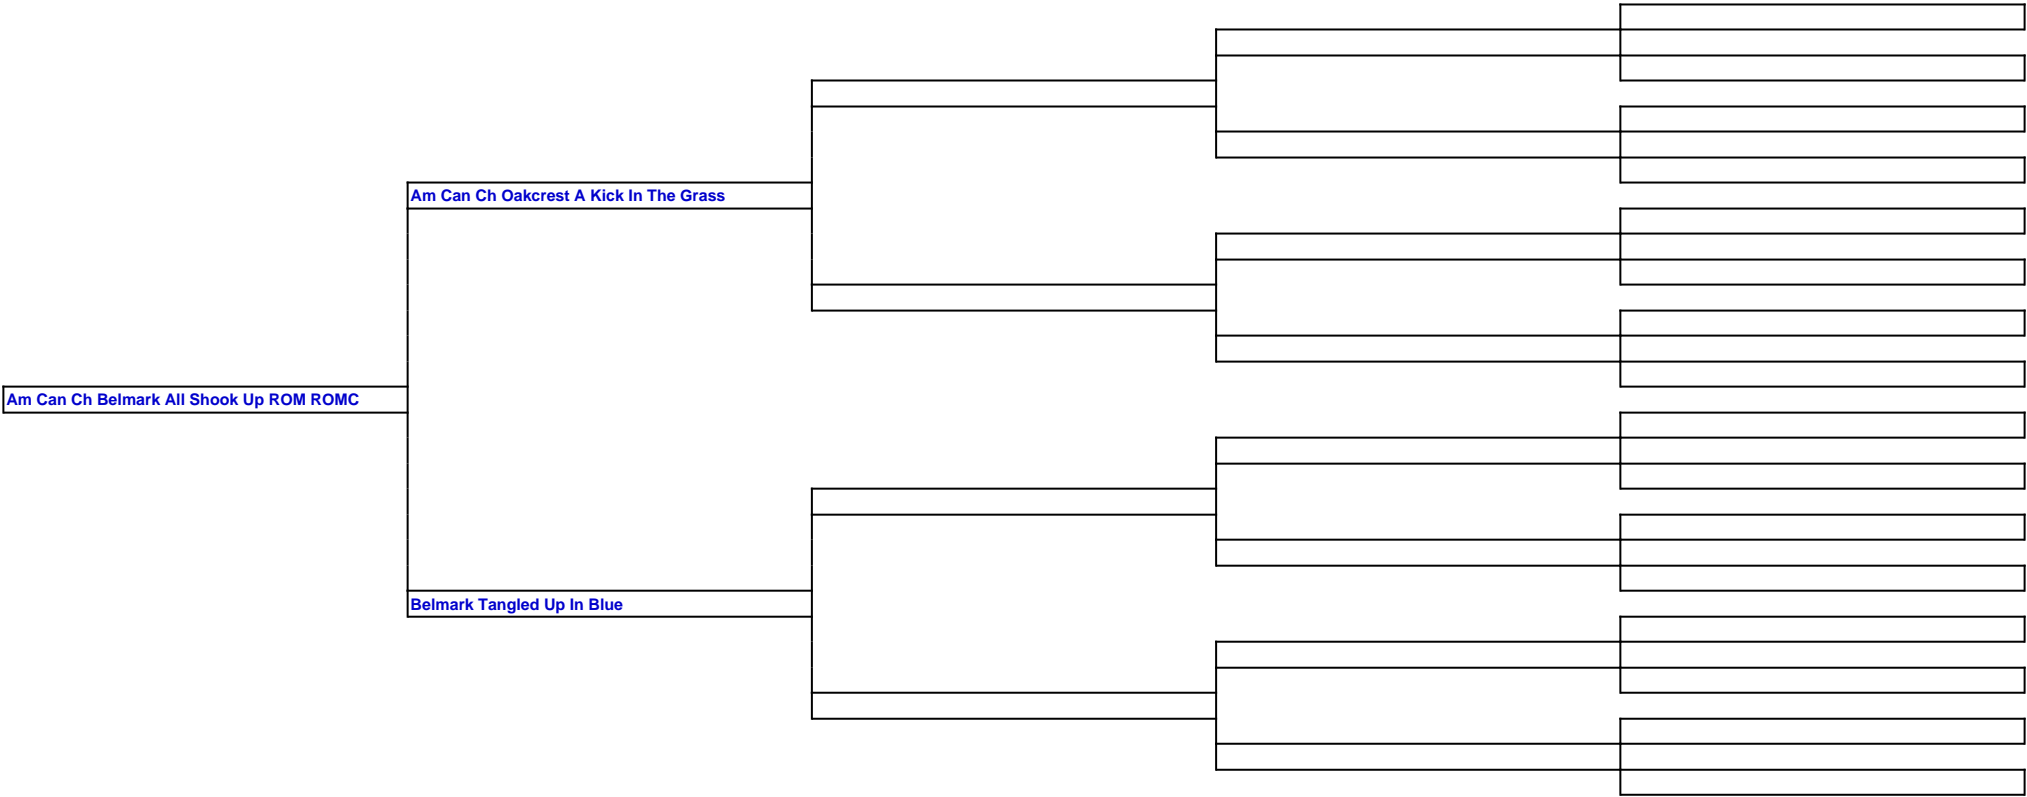 Am Can Ch Oakcrest A Kick In The Grass
Am Can Ch Belmark All Shook Up ROM ROMC
Belmark Tangled Up In Blue